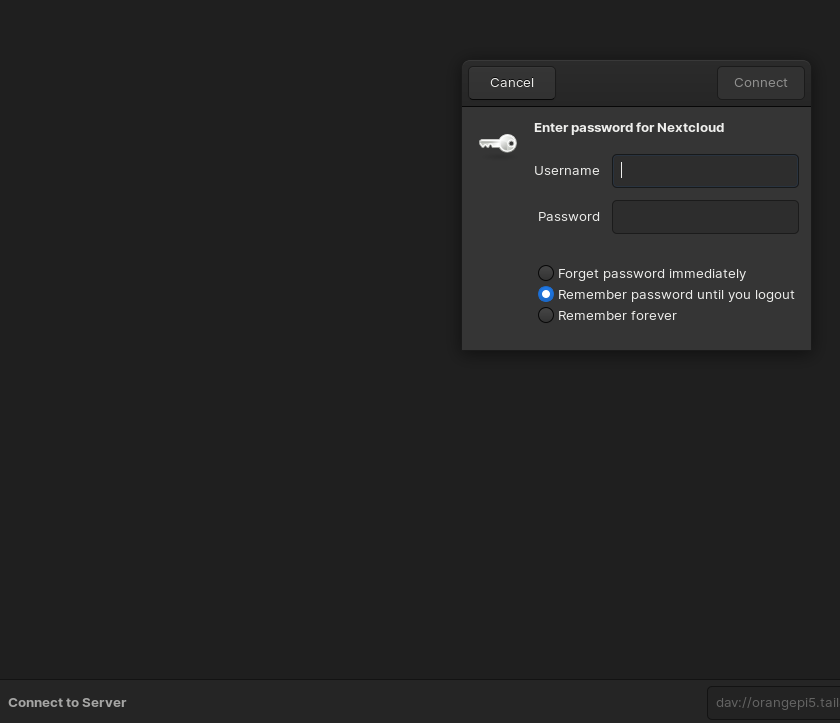 Cancel
Connect
Enter password for Nextcloud
Username
Password
Forget password immediately
Remember password until you logout
Remember forever
Connect to Server
dav://orangepi5.tail